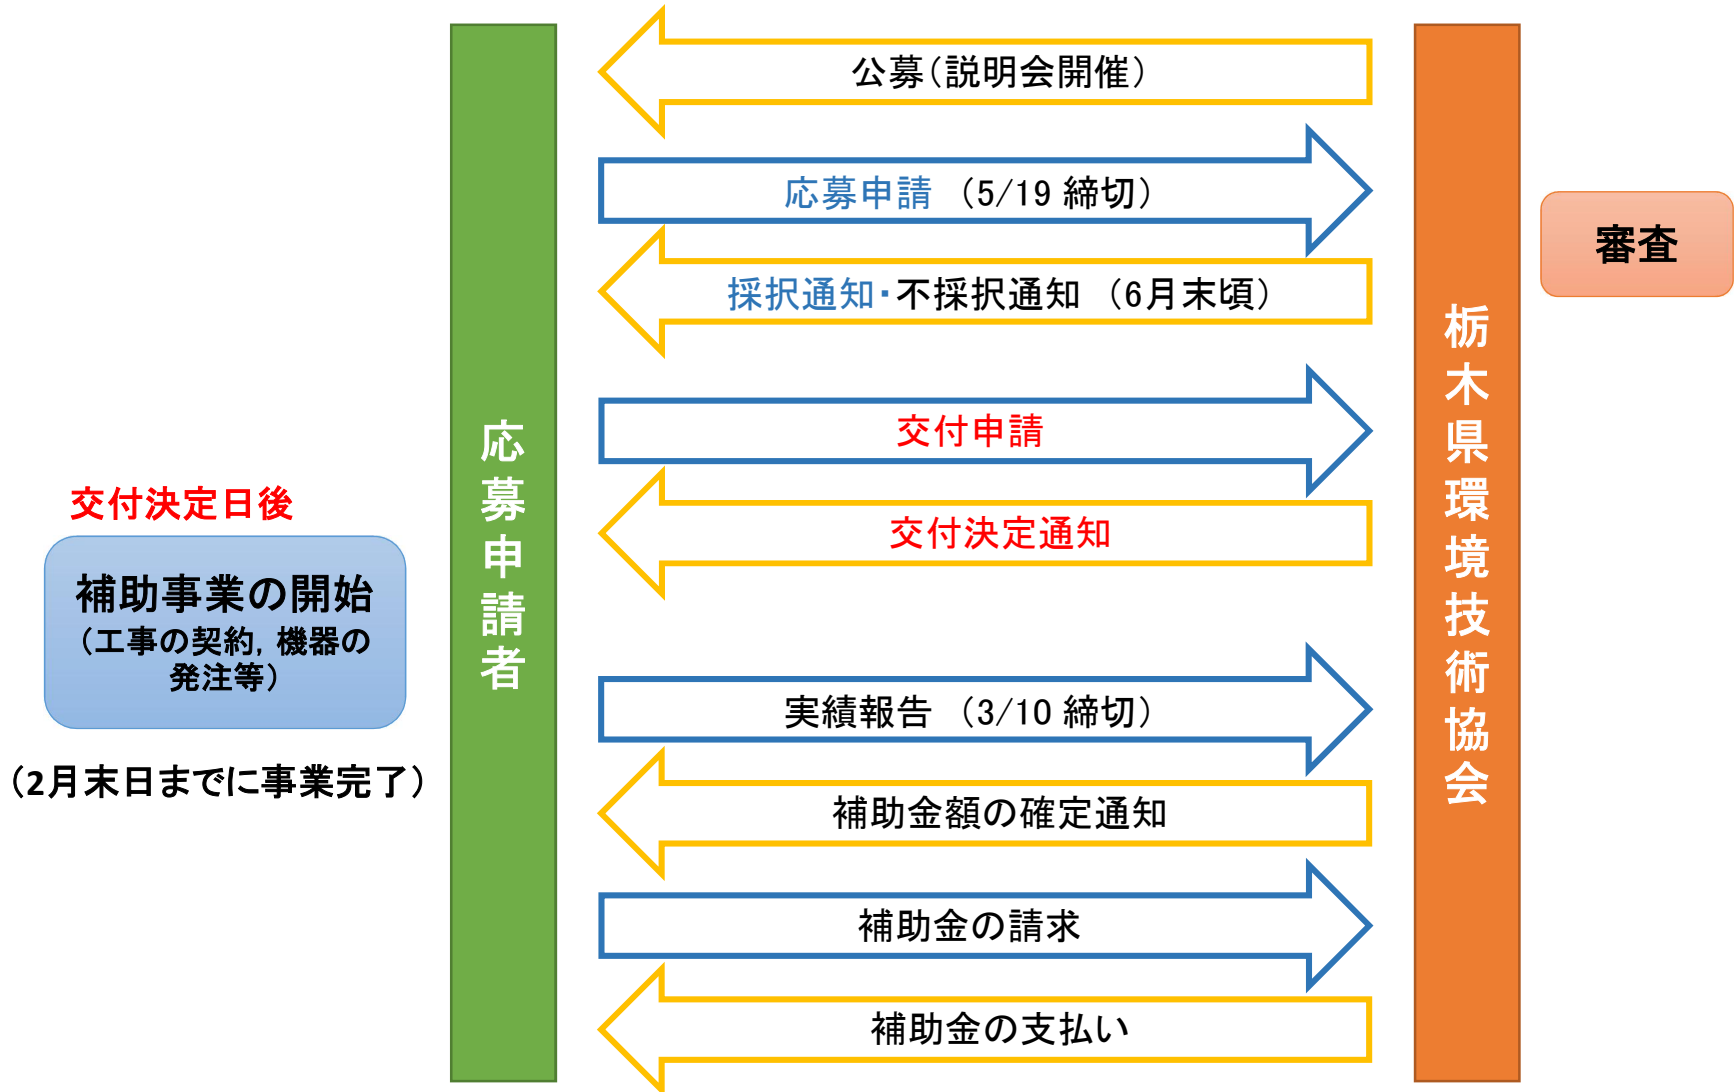 公募（説明会開催）
応募申請　（5/19 締切）
審査
採択通知・不採択通知　（6月末頃）
栃木県環境技術協会
応募申請者
交付申請
交付決定日後
交付決定通知
補助事業の開始
（工事の契約，機器の
発注等）
実績報告　（3/10 締切）
（2月末日までに事業完了）
補助金額の確定通知
補助金の請求
補助金の支払い